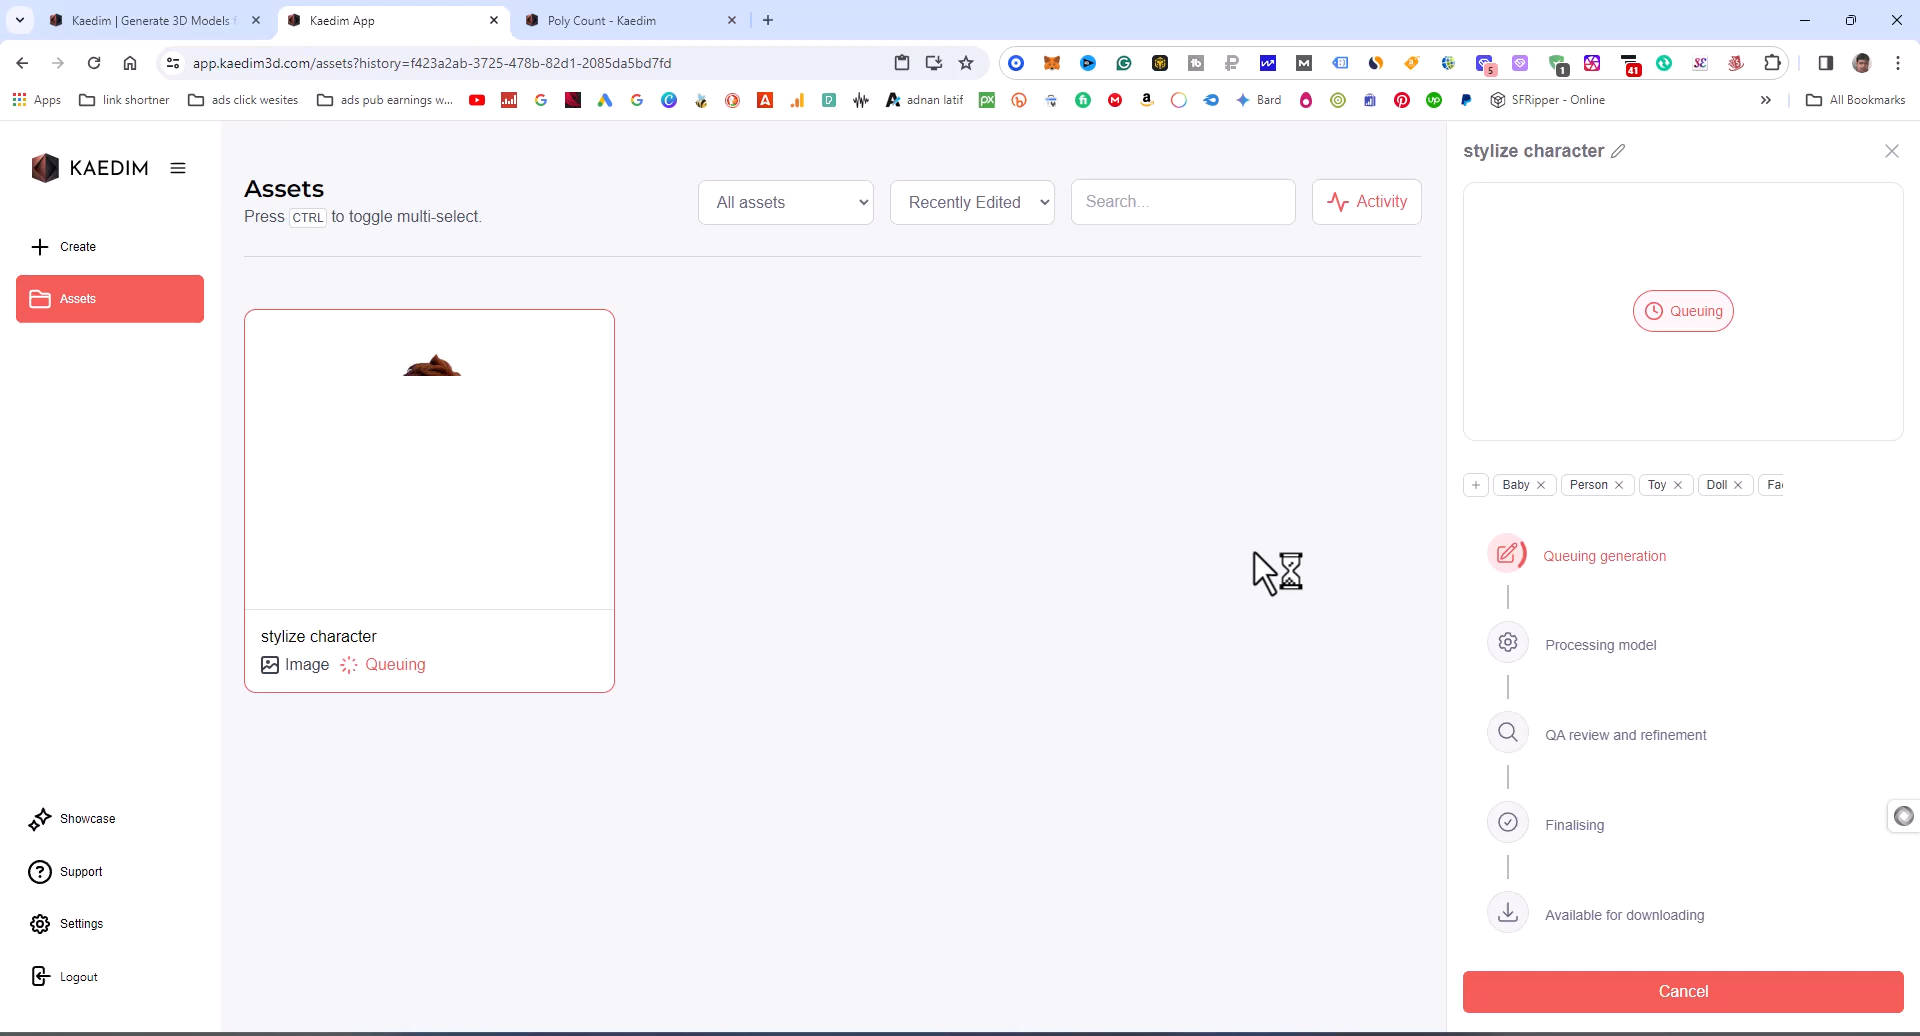 Kaedim | Generate 3D Models f
Kaedim App
Poly Count - Kaedim
app.kaedim3d.com/assets?history=f423a2ab-3725-478b-82d1-2085da5bd7fd
5
1
41
Apps
link shortner
ads click wesites
ads pub earnings w...
adnan latif
Bard
SFRipper - Online
All Bookmarks
KAEDIM
Create
Assets
Showcase
Support
Settings
Logout
Assets
Press CTRL to toggle multi-select.
All assets
Recently Edited
Search...
Activity
stylize character
Image Queuing
stylize character
Queuing
Baby
Person
Toy
Doll
Fa
Queuing generation
Processing model
QA review and refinement
Finalising
Available for downloading
Cancel